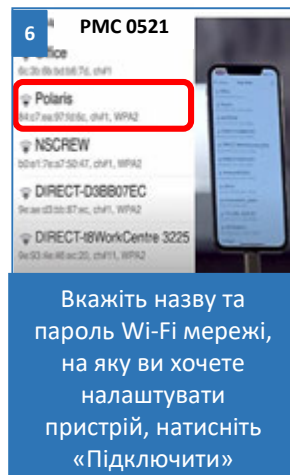 6
PMC 0521
Polaris
NSCREW
DIRECT-D3BB07EC
DIRECT-t8WorkCentre 3225
Вкажіть назву та
пароль Wi-Fi мережі,
на яку ви хочете
налаштувати
пристрій, натисніть
«Підключити»